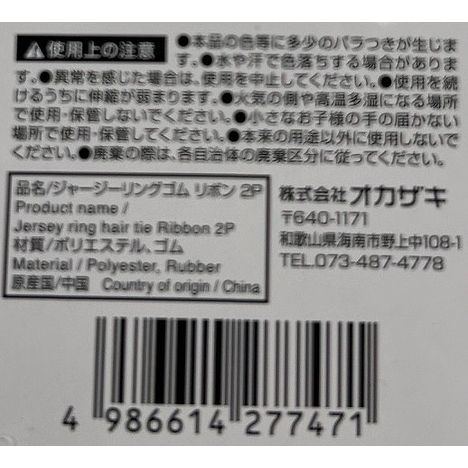 ⚠使用上の注意 ●本品の色等に多少のバラつきが生じま
す。●水や汗で色落ちする場合がありま
す。●異常を感じた場合は、使用を中止してください。●使用を続
けるうちに伸縮が弱まります。●火気の側や高温多湿になる場所
で使用・保管しないでください。●小さなお子様の手の届かない
場所で使用・保管してください。●本来の用途以外に使用しないで
ください。●廃棄の際は、各自治体の廃棄区分に従ってください。
品名/ジャージーリングゴム リボン 2P
Product name /
Jersey ring hair tie Ribbon 2P
材質/ポリエステル、ゴム
Material / Polyester, Rubber
原産国/中国 Country of origin / China
株式会社オカザキ
〒640-1171
和歌山県海南市野上中108-1
TEL.073-487-4778
4 986614 277471